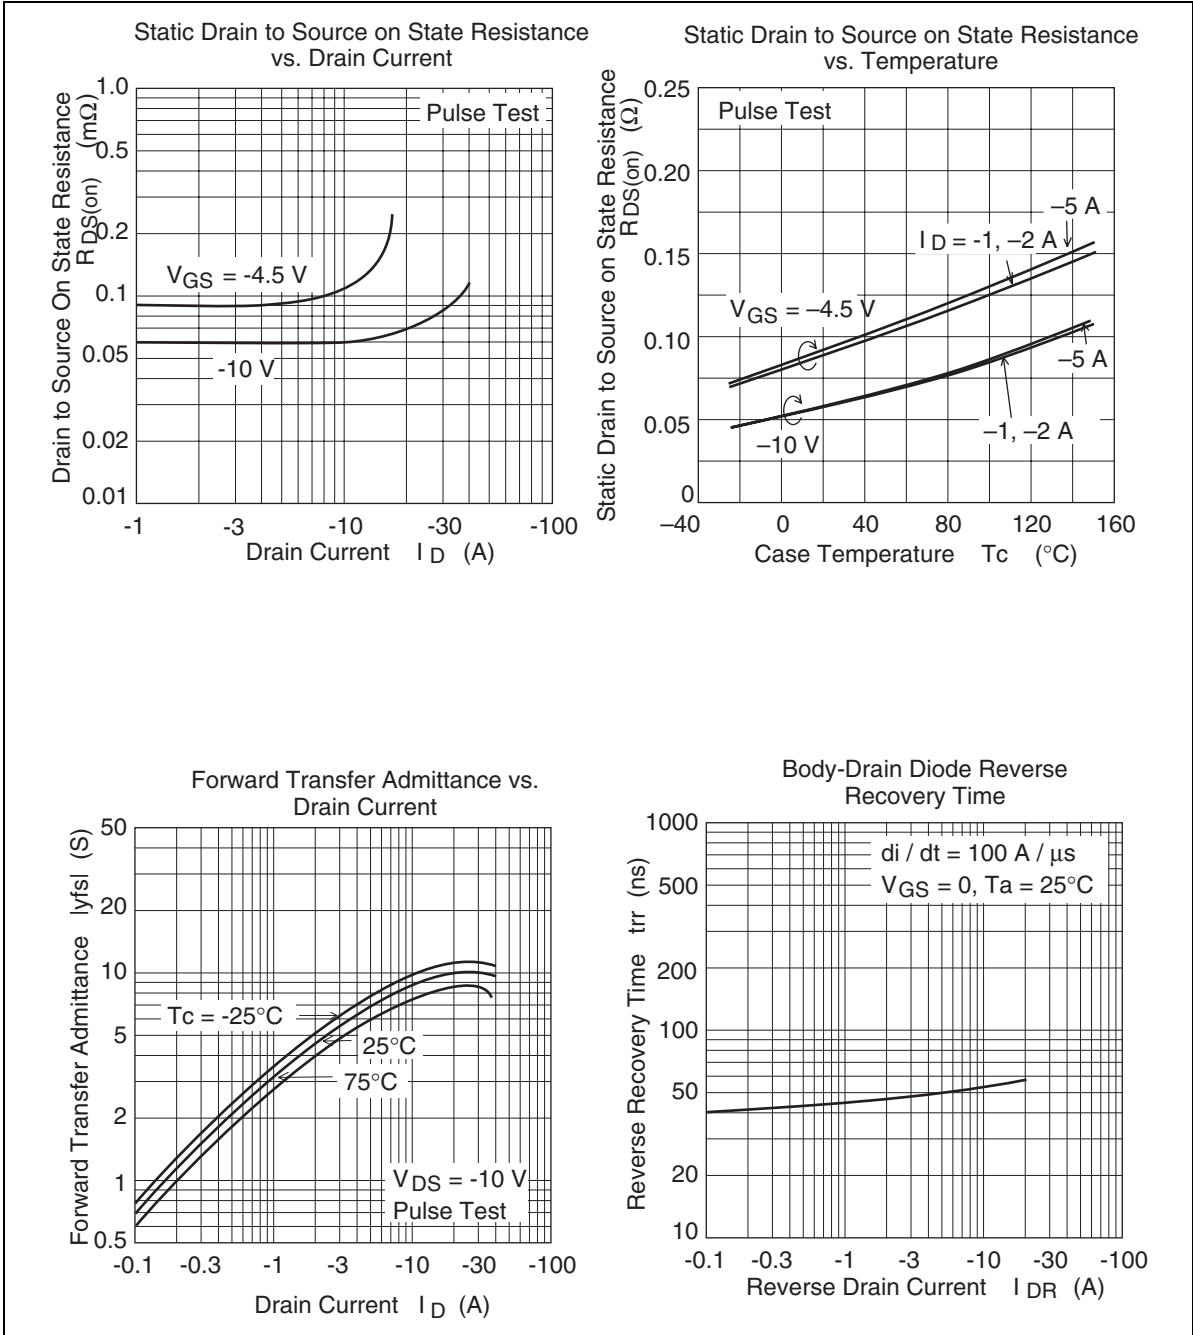 Static Drain to Source on State Resistance
vs. Drain Current
Drain to Source On State Resistance
RDS(on) (mΩ)
1.0
0.5
0.2
0.1
0.05
0.02
0.01
Pulse Test
VGS = -4.5 V
-10 V
-1
-3
-10
-30
-100
Drain Current ID (A)
Static Drain to Source on State Resistance
vs. Temperature
Static Drain to Source on State Resistance
RDS(on) (Ω)
0.25
0.20
0.15
0.10
0.05
0
Pulse Test
–5 A
ID = -1, –2 A
VGS = –4.5 V
–5 A
–1, –2 A
–10 V
–40
0
40
80
120
160
Case Temperature Tc (°C)
Forward Transfer Admittance vs.
Drain Current
Forward Transfer Admittance |yfs| (S)
50
20
10
5
2
1
0.5
Tc = -25°C
25°C
75°C
VDS = -10 V
Pulse Test
-0.1
-0.3
-1
-3
-10
-30
-100
Drain Current ID (A)
Body-Drain Diode Reverse
Recovery Time
Reverse Recovery Time trr (ns)
1000
500
200
100
50
20
10
di / dt = 100 A / μs
VGS = 0, Ta = 25°C
-0.1
-0.3
-1
-3
-10
-30
-100
Reverse Drain Current IDR (A)